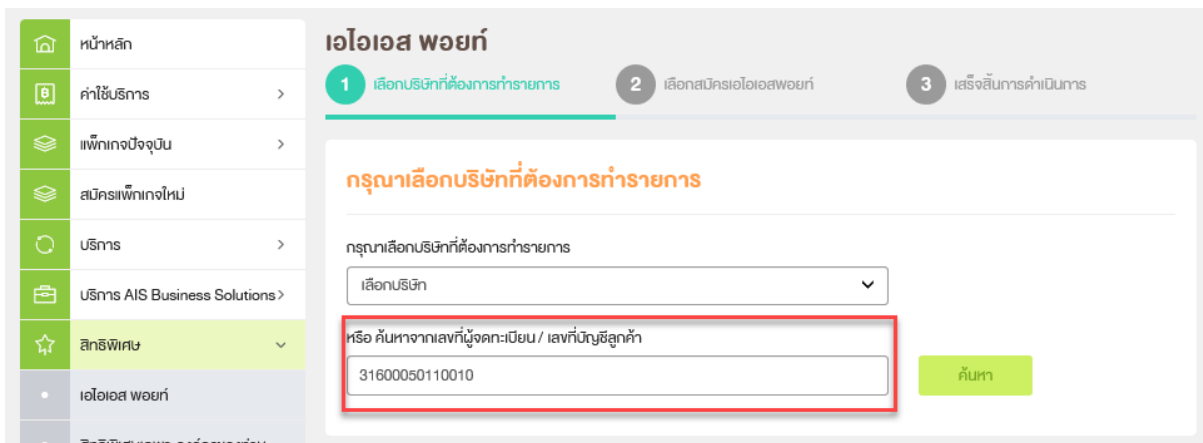 หน้าหลัก
ค่าใช้บริการ
แพ็กเกจปัจจุบัน
สมัครแพ็กเกจใหม่
บริการ
บริการ AIS Business Solutions
สิทธิพิเศษ
เอไอเอส พอยท์
เอไอเอส พอยท์
1 เลือกบริษัทที่ต้องการทำรายการ
2 เลือกสมัครเอไอเอสพอยท์
3 เสร็จสิ้นการดำเนินการ
กรุณาเลือกบริษัทที่ต้องการทำรายการ
กรุณาเลือกบริษัทที่ต้องการทำรายการ
เลือกบริษัท
หรือ ค้นหาจากเลขที่ผู้จดทะเบียน / เลขที่บัญชีลูกค้า
31600050110010
ค้นหา